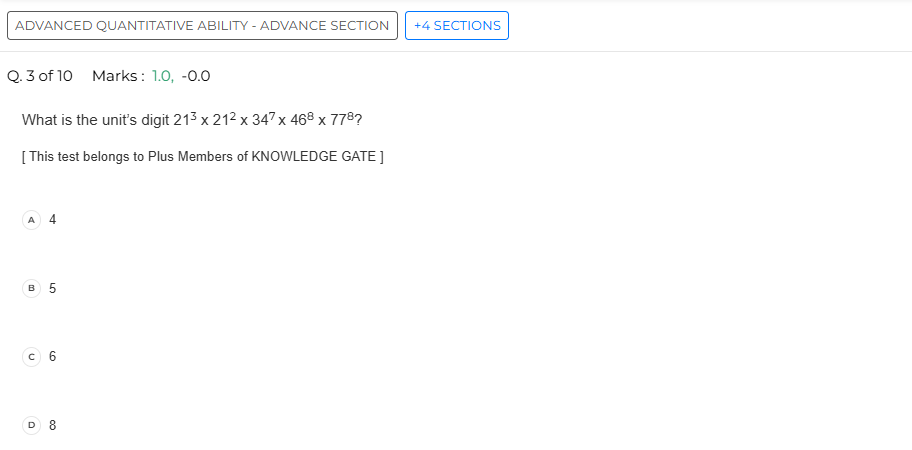 ADVANCED QUANTITATIVE ABILITY - ADVANCE SECTION +4 SECTIONS
Q. 3 of 10 Marks : 1.0, -0.0
What is the unit's digit 21³ x 21² x 34⁷ x 46⁸ x 77⁸?
[ This test belongs to Plus Members of KNOWLEDGE GATE ]
A 4
B 5
C 6
D 8